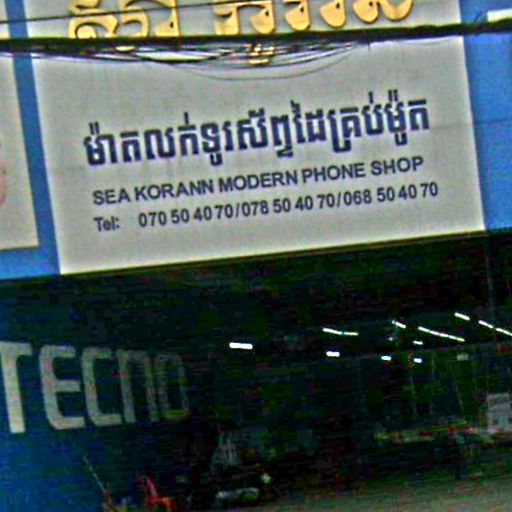 ម៉ាតលក់ទូរស័ព្ទដៃគ្រប់ម៉ូត
SEA KORANN MODERN PHONE SHOP
Tel: 070 50 40 70/078 50 40 70/068 50 40 70
TECNO